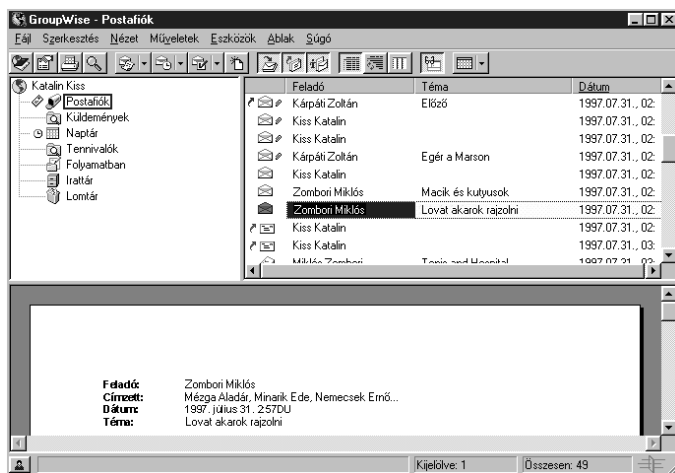 GroupWise - Postafiók
Fájl Szerkesztés Nézet Műveletek Eszközök Ablak Súgó
Katalin Kiss
Postafiók
Küldemények
Naptár
Tennivalók
Folyamatban
Irattár
Lomtár
Feladó Téma Dátum
Kárpáti Zoltán Előző 1997.07.31., 02:
Kiss Katalin 1997.07.31., 02:
Kiss Katalin 1997.07.31., 02:
Kárpáti Zoltán Egér a Marson 1997.07.31., 02:
Kiss Katalin 1997.07.31., 02:
Zombori Miklós Macik és kutyusok 1997.07.31., 02:
Zombori Miklós Lovat akarok rajzolni 1997.07.31., 02:
Kiss Katalin 1997.07.31., 02:
Kiss Katalin 1997.07.31., 03:
Miklós Zombori
Feladó: Zombori Miklós
Címzett: Mézga Aladár, Minarik Ede, Nemecsek Ernő...
Dátum: 1997. július 31. 2:57DU
Téma: Lovat akarok rajzolni
Kijelölve: 1 Összesen: 49